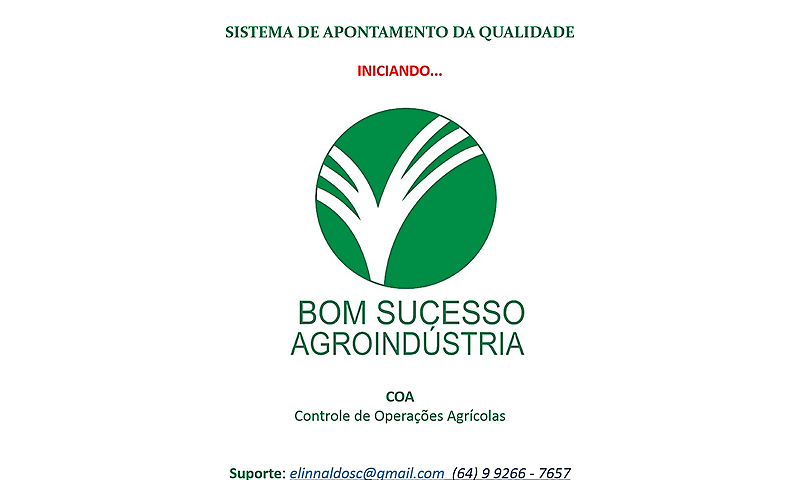 SISTEMA DE APONTAMENTO DA QUALIDADE
INICIANDO...
BOM SUCESSO
AGROINDÚSTRIA
COA
Controle de Operações Agrícolas
Suporte: elinnaldosc@gmail.com (64) 9 9266 - 7657